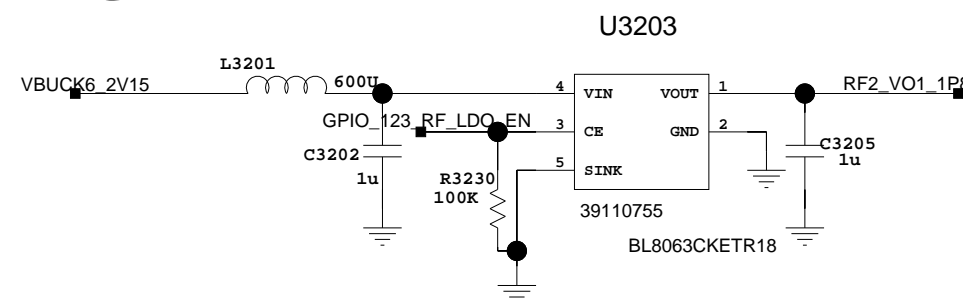 U3203
L3201
VBUCK6_2V15
600U
4 VIN VOUT 1
RF2_VO1_1P8
GPIO_123_RF_LDO_EN
3 CE GND 2
C3202
1u
C3205
1u
5 SINK
R3230
100K
39110755
BL8063CKETR18